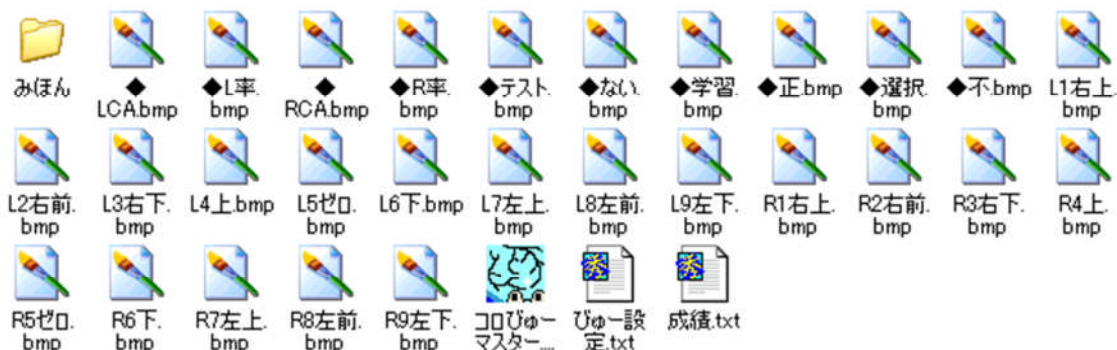 みほん
◆LCA.bmp
◆L率.bmp
◆RCA.bmp
◆R率.bmp
◆テスト.bmp
◆ない.bmp
◆学習.bmp
◆正.bmp
◆選択.bmp
◆不.bmp
L1右上.bmp
L2右前.bmp
L3右下.bmp
L4上.bmp
L5ゼロ.bmp
L6下.bmp
L7左上.bmp
L8左前.bmp
L9左下.bmp
R1右上.bmp
R2右前.bmp
R3右下.bmp
R4上.bmp
R5ゼロ.bmp
R6下.bmp
R7左上.bmp
R8左前.bmp
R9左下.bmp
コロびゅーマスター....
秀
びゅー設定.txt
秀
成績.txt